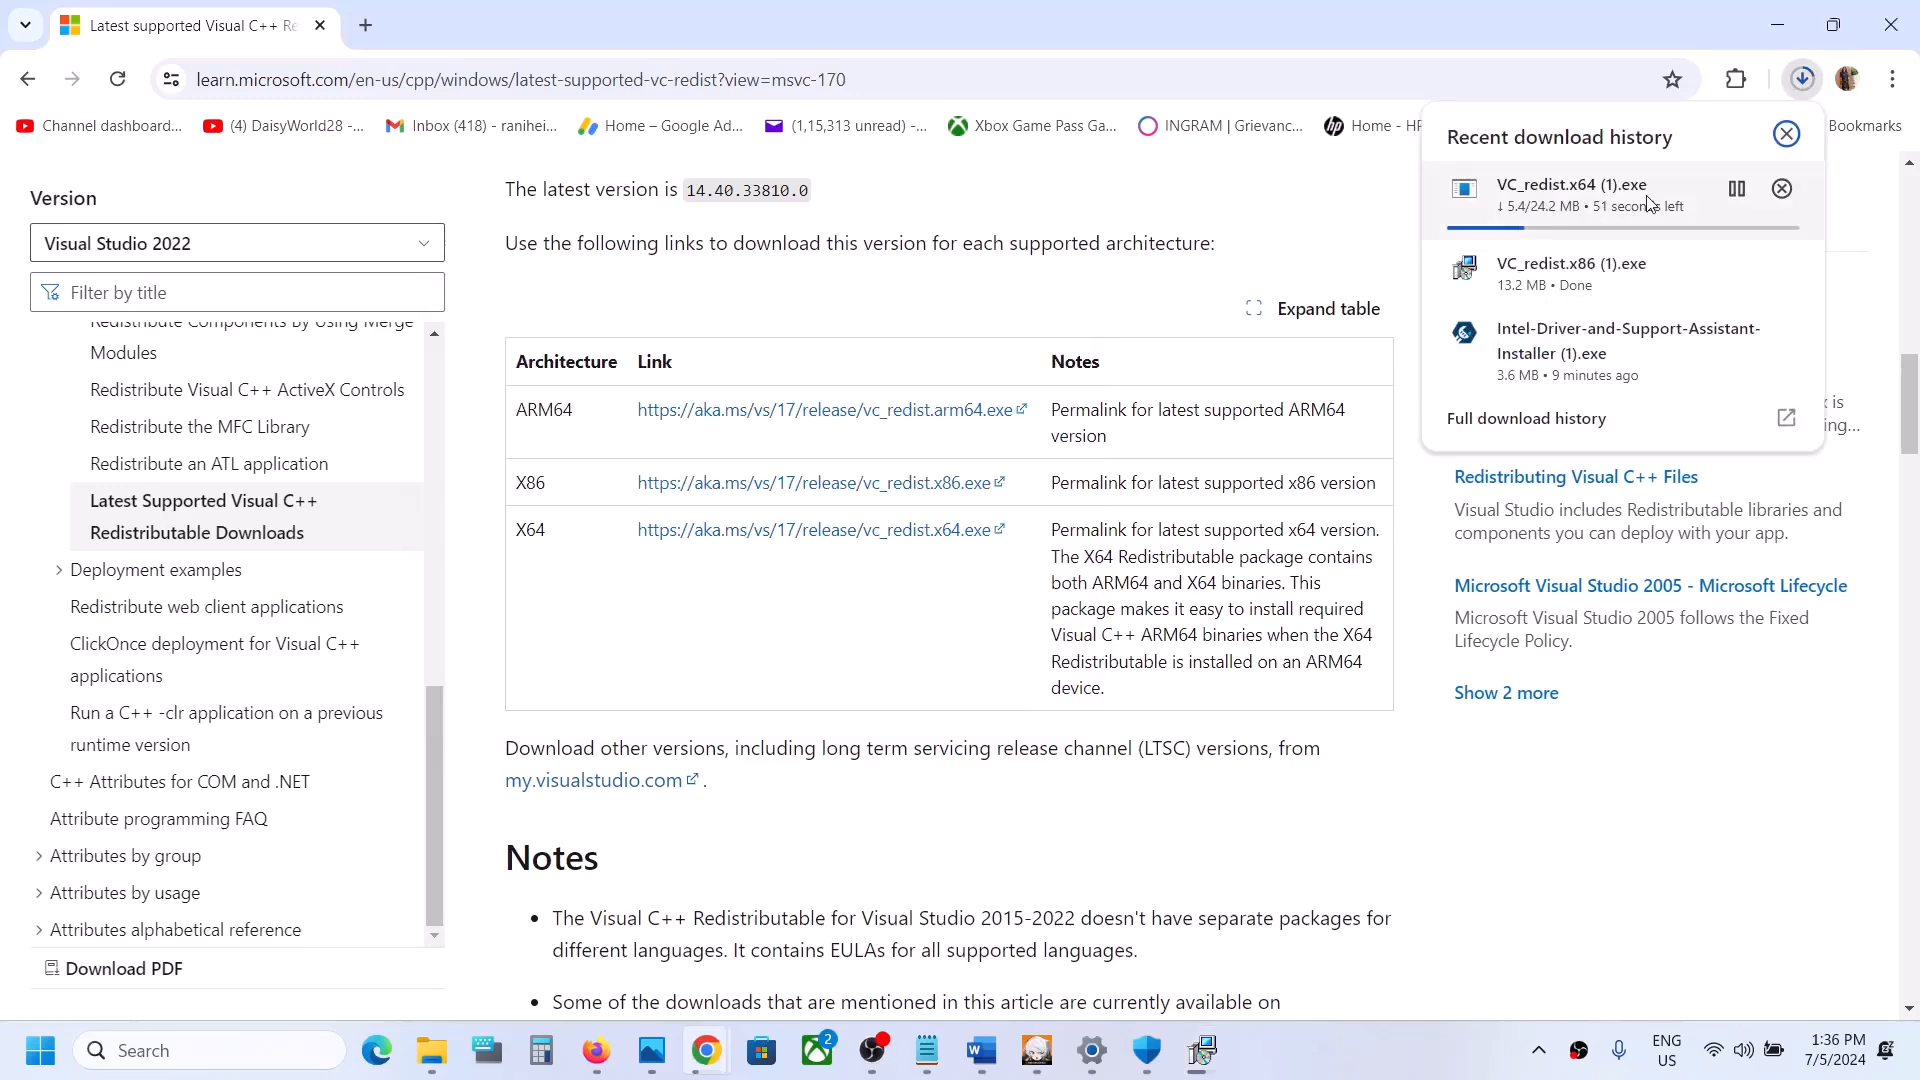 Latest supported Visual C++ Re
learn.microsoft.com/en-us/cpp/windows/latest-supported-vc-redist?view=msvc-170
Channel dashboard...
(4) DaisyWorld28 -...
Inbox (418) - ranihei...
Home – Google Ad...
(1,15,313 unread) -...
Xbox Game Pass Ga...
INGRAM | Grievanc...
Home - HP
Bookmarks
Recent download history
VC_redist.x64 (1).exe
↓ 5.4/24.2 MB • 51 seconds left
VC_redist.x86 (1).exe
13.2 MB • Done
Intel-Driver-and-Support-Assistant-
Installer (1).exe
3.6 MB • 9 minutes ago
Full download history
Version
Visual Studio 2022
Filter by title
Redistribute Components By Using Merge
Modules
Redistribute Visual C++ ActiveX Controls
Redistribute the MFC Library
Redistribute an ATL application
Latest Supported Visual C++
Redistributable Downloads
Deployment examples
Redistribute web client applications
ClickOnce deployment for Visual C++
applications
Run a C++ -clr application on a previous
runtime version
C++ Attributes for COM and .NET
Attribute programming FAQ
Attributes by group
Attributes by usage
Attributes alphabetical reference
Download PDF
The latest version is 14.40.33810.0
Use the following links to download this version for each supported architecture:
Expand table
Architecture Link Notes
ARM64 https://aka.ms/vs/17/release/vc_redist.arm64.exe Permalink for latest supported ARM64
version
X86 https://aka.ms/vs/17/release/vc_redist.x86.exe Permalink for latest supported x86 version
X64 https://aka.ms/vs/17/release/vc_redist.x64.exe Permalink for latest supported x64 version.
The X64 Redistributable package contains
both ARM64 and X64 binaries. This
package makes it easy to install required
Visual C++ ARM64 binaries when the X64
Redistributable is installed on an ARM64
device.
Download other versions, including long term servicing release channel (LTSC) versions, from
my.visualstudio.com .
Notes
• The Visual C++ Redistributable for Visual Studio 2015-2022 doesn't have separate packages for
different languages. It contains EULAs for all supported languages.
• Some of the downloads that are mentioned in this article are currently available on
is
ing...
Redistributing Visual C++ Files
Visual Studio includes Redistributable libraries and
components you can deploy with your app.
Microsoft Visual Studio 2005 - Microsoft Lifecycle
Microsoft Visual Studio 2005 follows the Fixed
Lifecycle Policy.
Show 2 more
Search
2
ENG
US
1:36 PM
7/5/2024